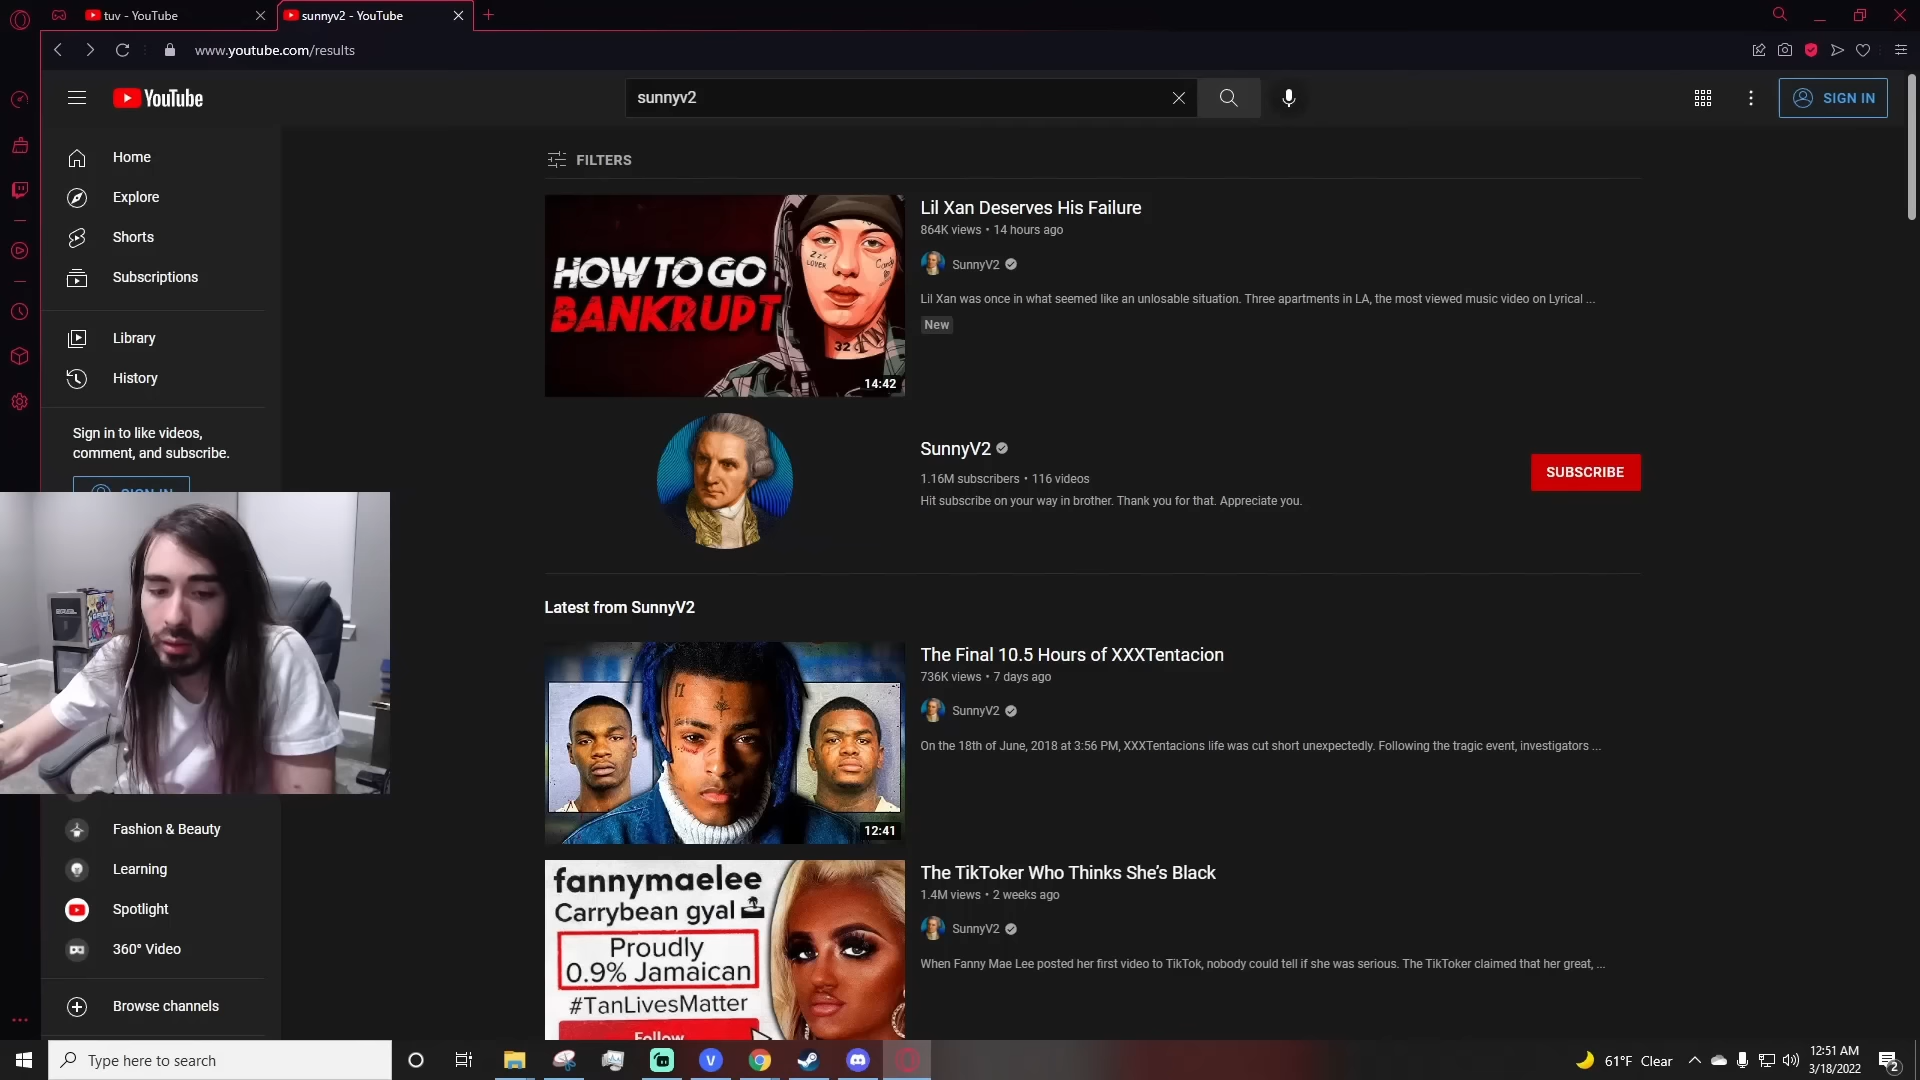 tuv - YouTube
sunnyv2 - YouTube
www.youtube.com/results
YouTube
sunnyv2
SIGN IN
Home
Explore
Shorts
Subscriptions
Library
History
Sign in to like videos,
comment, and subscribe.
SIGN IN
Fashion & Beauty
Learning
Spotlight
360° Video
Browse channels
FILTERS
HOW TO GO
BANKRUPT
14:42
Lil Xan Deserves His Failure
864K views • 14 hours ago
SunnyV2
Lil Xan was once in what seemed like an unlosable situation. Three apartments in LA, the most viewed music video on Lyrical ...
New
SunnyV2
1.16M subscribers • 116 videos
Hit subscribe on your way in brother. Thank you for that. Appreciate you.
SUBSCRIBE
Latest from SunnyV2
12:41
The Final 10.5 Hours of XXXTentacion
736K views • 7 days ago
SunnyV2
On the 18th of June, 2018 at 3:56 PM, XXXTentacions life was cut short unexpectedly. Following the tragic event, investigators ...
fannymaelee
Carrybean gyal
Proudly
0.9% Jamaican
#TanLivesMatter
Follow
The TikToker Who Thinks She's Black
1.4M views • 2 weeks ago
SunnyV2
When Fanny Mae Lee posted her first video to TikTok, nobody could tell if she was serious. The TikToker claimed that her great, ...
Type here to search
61°F Clear
12:51 AM
3/18/2022
2